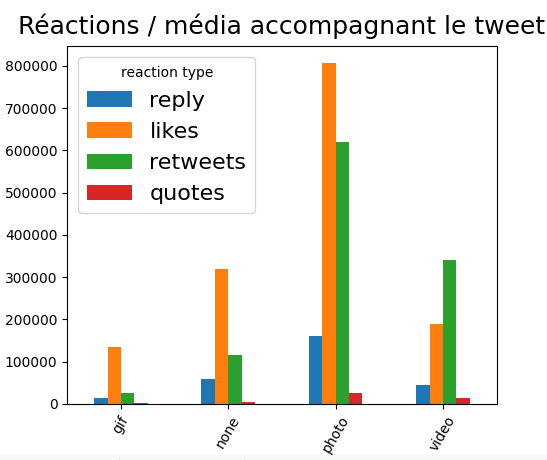 Réactions / média accompagnant le tweet
reaction type
reply
likes
retweets
quotes
800000
700000
600000
500000
400000
300000
200000
100000
0
gif
none
photo
video